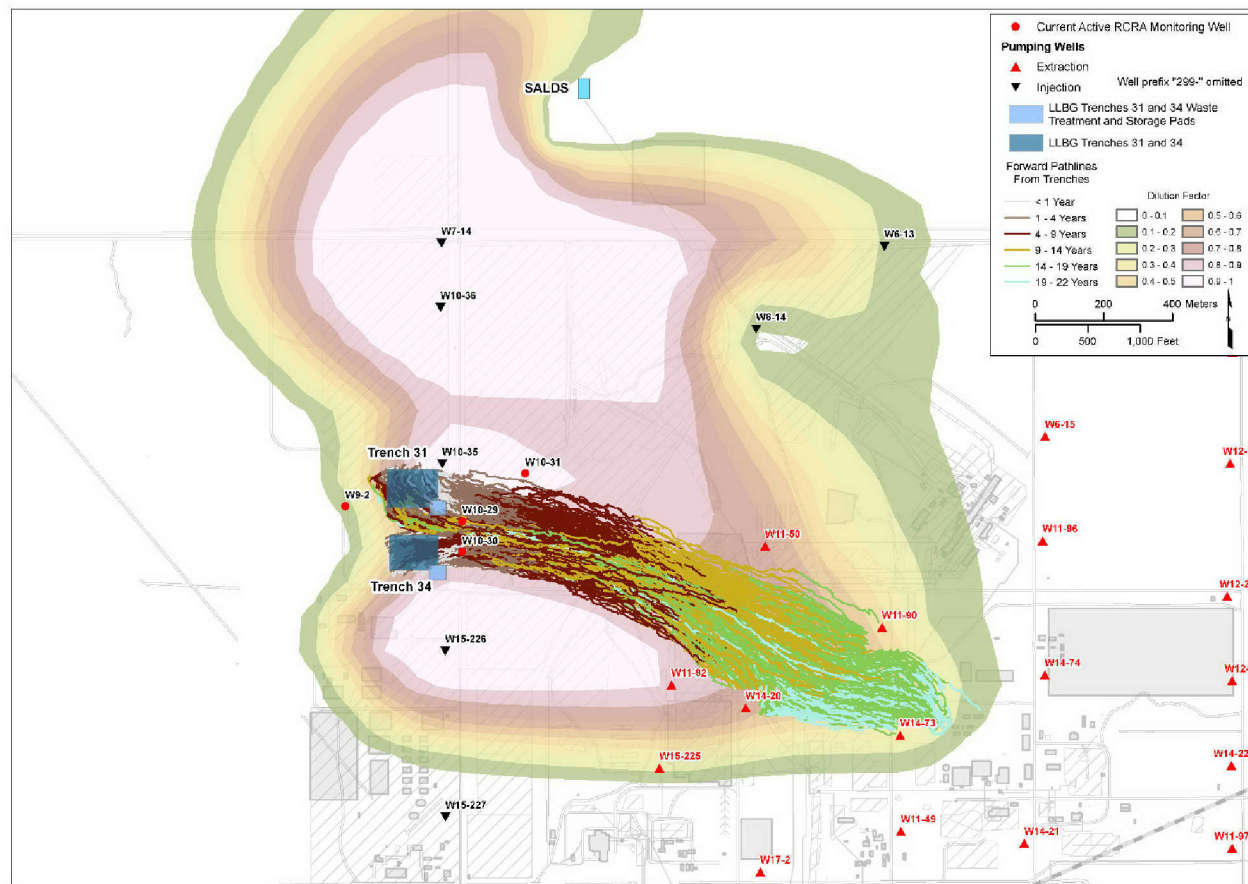 Current Active RCRA Monitoring Well
Pumping Wells
Extraction
Injection
Well prefix "299-" omitted
LLBG Trenches 31 and 34 Waste
Treatment and Storage Pads
LLBG Trenches 31 and 34
Forward Pathlines
From Trenches
< 1 Year
1 - 4 Years
4 - 9 Years
9 - 14 Years
14 - 19 Years
19 - 22 Years
Dilution Factor
0 - 0.1
0.1 - 0.2
0.2 - 0.3
0.3 - 0.4
0.4 - 0.5
0.5 - 0.6
0.6 - 0.7
0.7 - 0.8
0.8 - 0.9
0.9 - 1
0 200 400 Meters
0 500 1,000 Feet
SALDS
W7-14
W6-13
W10-36
W6-14
W6-15
Trench 31
W10-35
W10-31
W12-
W9-2
W10-29
W10-30
W11-50
W11-96
Trench 34
W12-2
W11-90
W15-226
W11-92
W14-74
W12-
W14-20
W14-73
W15-225
W14-22
W15-227
W11-49
W14-21
W11-97
W17-2